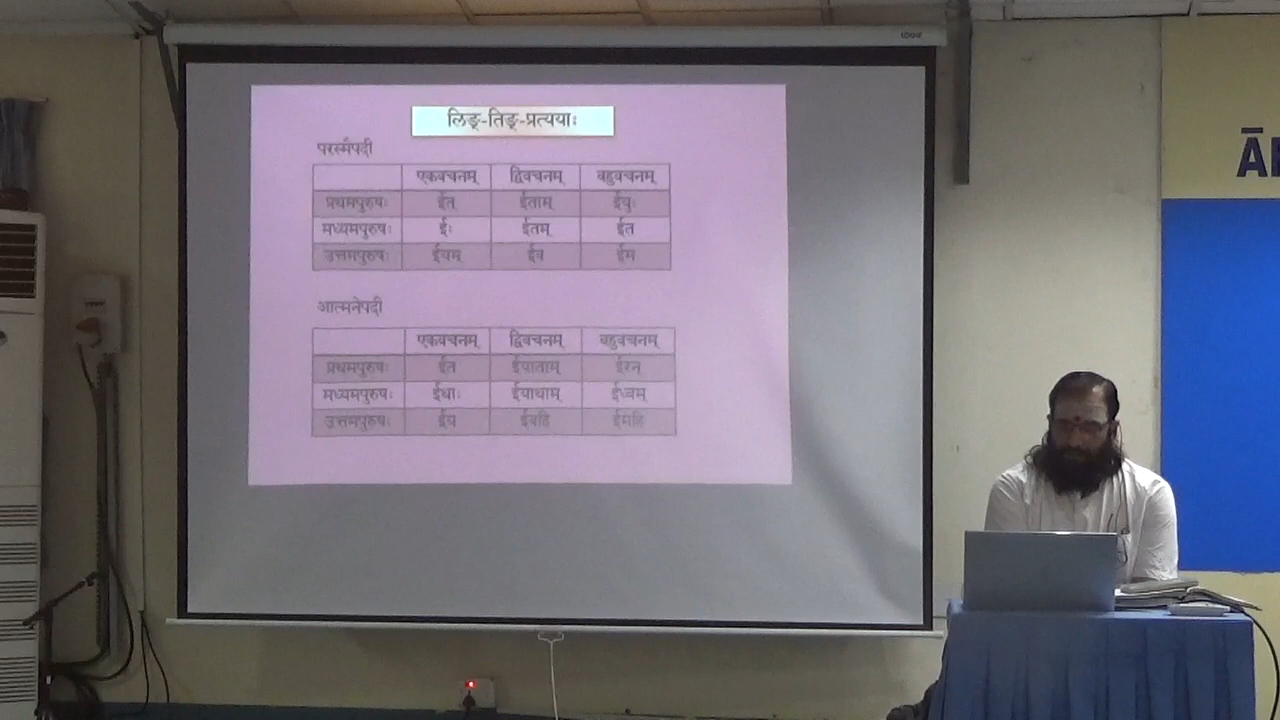 लिङ्-तिङ्-प्रत्ययाः
परस्मैपदी
एकवचनम् द्विवचनम् बहुवचनम्
प्रथमपुरुषः ईत् ईताम् ईयुः
मध्यमपुरुषः ईः ईतम् ईत
उत्तमपुरुषः ईयम् ईव ईम
आत्मनेपदी
एकवचनम् द्विवचनम् बहुवचनम्
प्रथमपुरुषः ईत ईयाताम् ईरन्
मध्यमपुरुषः ईथाः ईयाथाम् ईध्वम्
उत्तमपुरुषः ईय ईवहि ईमहि